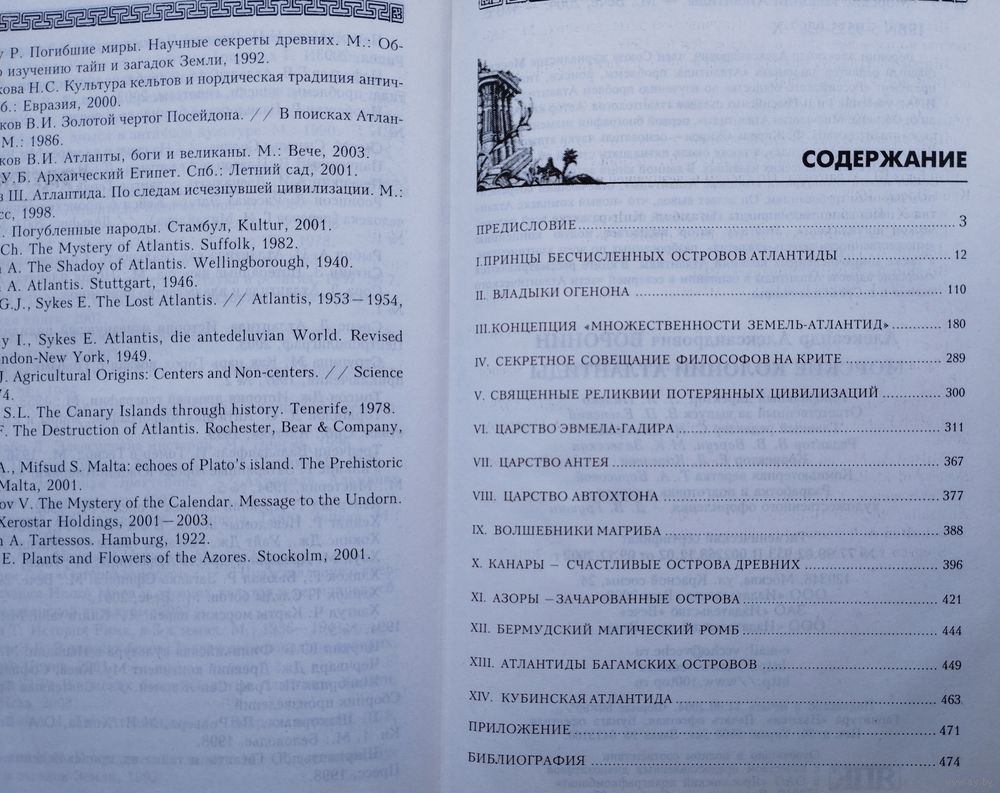 Р. Погибшие миры. Научные секреты древних. М.: Об-
изучению тайн и загадок Земли, 1992.
кова Н.С. Культура кельтов и нордическая традиция антич-
б.: Евразия, 2000.
ков В.И. Золотой чертог Посейдона. // В поисках Атлан-
М.: 1986.
ков В.И. Атланты, боги и великаны. М.: Вече, 2003.
У.Б. Архаический Египет. Спб.: Летний сад, 2001.
Ш. Атлантида. По следам исчезнувшей цивилизации. М.:
сс, 1998.
Погубленные народы. Стамбул, Kultur, 2001.
Ch. The Mystery of Atlantis. Suffolk, 1982.
A. The Shadoy of Atlantis. Wellingborough, 1940.
A. Atlantis. Stuttgart, 1946.
G.J., Sykes E. The Lost Atlantis. // Atlantis, 1953—1954,
y I., Sykes E. Atlantis, die antedeluvian World. Revised
ondon-New York, 1949.
J. Agricultural Origins: Centers and Non-centers. // Science
74.
S.L. The Canary Islands through history. Tenerife, 1978.
F. The Destruction of Atlantis. Rochester, Bear & Company,
A., Mifsud S. Malta: echoes of Plato's island. The Prehistoric
Malta, 2001.
ov V. The Mystery of the Calendar. Message to the Undorn.
Xerostar Holdings, 2001—2003.
A. Tartessos. Hamburg, 1922.
E. Plants and Flowers of the Azores. Stockolm, 2001.
СОДЕРЖАНИЕ
ПРЕДИСЛОВИЕ 3
I.ПРИНЦЫ БЕСЧИСЛЕННЫХ ОСТРОВОВ АТЛАНТИДЫ 12
II. ВЛАДЫКИ ОГЕНОНА 110
III.КОНЦЕПЦИЯ «МНОЖЕСТВЕННОСТИ ЗЕМЕЛЬ-АТЛАНТИД» 180
IV. СЕКРЕТНОЕ СОВЕЩАНИЕ ФИЛОСОФОВ НА КРИТЕ 289
V. СВЯЩЕННЫЕ РЕЛИКВИИ ПОТЕРЯННЫХ ЦИВИЛИЗАЦИЙ 300
VI. ЦАРСТВО ЭВМЕЛА-ГАДИРА 311
VII. ЦАРСТВО АНТЕЯ 367
VIII. ЦАРСТВО АВТОХТОНА 377
IX. ВОЛШЕБНИКИ МАГРИБА 388
X. КАНАРЫ — СЧАСТЛИВЫЕ ОСТРОВА ДРЕВНИХ 396
XI. АЗОРЫ —ЗАЧАРОВАННЫЕ ОСТРОВА 421
XII. БЕРМУДСКИЙ МАГИЧЕСКИЙ РОМБ 444
XIII. АТЛАНТИДЫ БАГАМСКИХ ОСТРОВОВ 449
XIV. КУБИНСКАЯ АТЛАНТИДА 463
ПРИЛОЖЕНИЕ 471
БИБЛИОГРАФИЯ 474